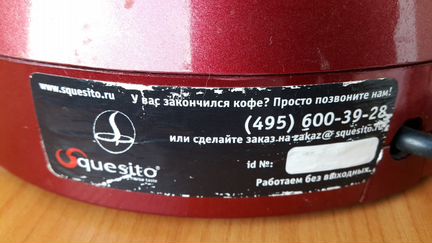 www.squesito.ru
У вас закончился кофе? Просто позвоните нам!
(495) 600-39-28
или сделайте заказ на zakaz@squesito.ru
Squesito®
id №:
Работаем без выходных.